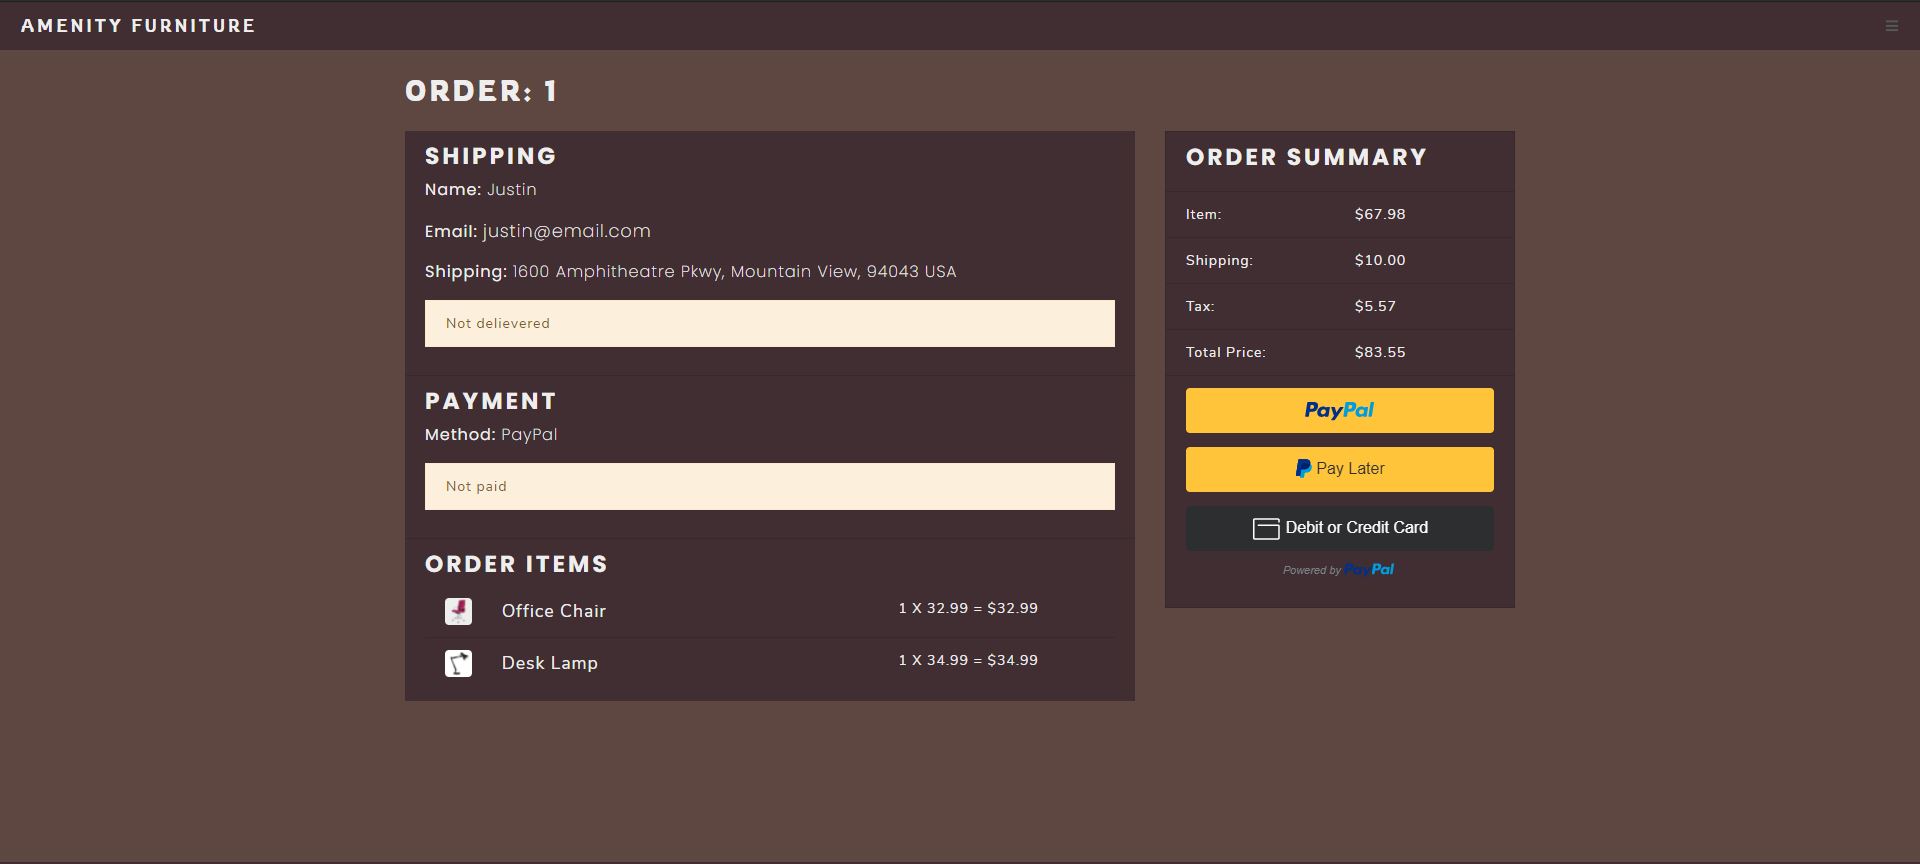 AMENITY FURNITURE
ORDER: 1
SHIPPING
Name: Justin
Email: justin@email.com
Shipping: 1600 Amphitheatre Pkwy, Mountain View, 94043 USA
Not delievered
PAYMENT
Method: PayPal
Not paid
ORDER ITEMS
Office Chair 1 X 32.99 = $32.99
Desk Lamp 1 X 34.99 = $34.99
ORDER SUMMARY
Item: $67.98
Shipping: $10.00
Tax: $5.57
Total Price: $83.55
PayPal
Pay Later
Debit or Credit Card
Powered by PayPal